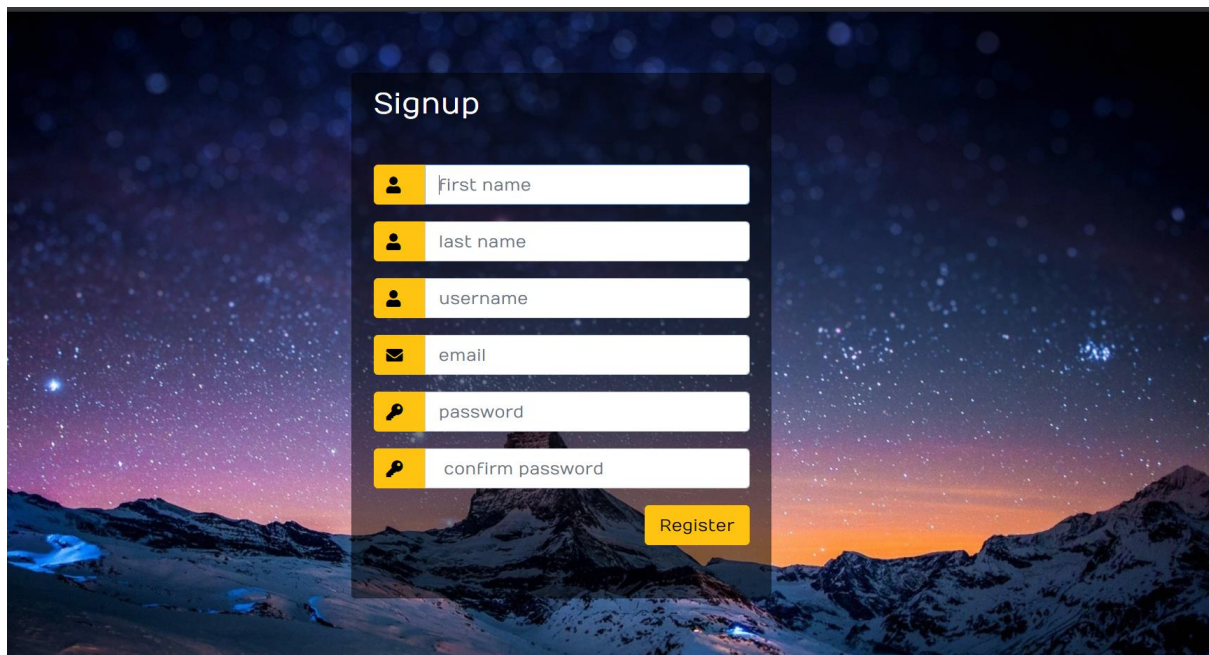 Signup
first name
last name
username
email
password
confirm password
Register